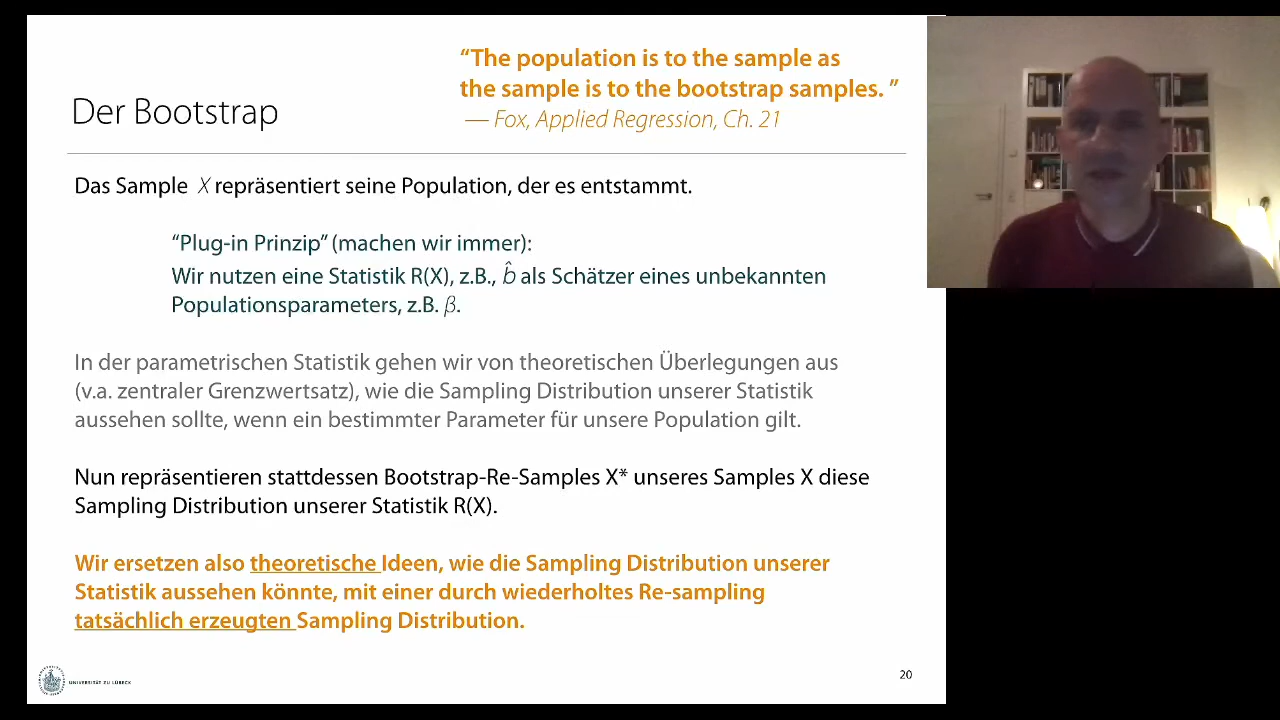 “The population is to the sample as
the sample is to the bootstrap samples. ”
— Fox, Applied Regression, Ch. 21
Der Bootstrap
Das Sample X repräsentiert seine Population, der es entstammt.
“Plug-in Prinzip” (machen wir immer):
Wir nutzen eine Statistik R(X), z.B., b̂ als Schätzer eines unbekannten
Populationsparameters, z.B. β.
In der parametrischen Statistik gehen wir von theoretischen Überlegungen aus
(v.a. zentraler Grenzwertsatz), wie die Sampling Distribution unserer Statistik
aussehen sollte, wenn ein bestimmter Parameter für unsere Population gilt.
Nun repräsentieren stattdessen Bootstrap-Re-Samples X* unseres Samples X diese
Sampling Distribution unserer Statistik R(X).
Wir ersetzen also theoretische Ideen, wie die Sampling Distribution unserer
Statistik aussehen könnte, mit einer durch wiederholtes Re-sampling
tatsächlich erzeugten Sampling Distribution.
UNIVERSITÄT ZU LÜBECK
20